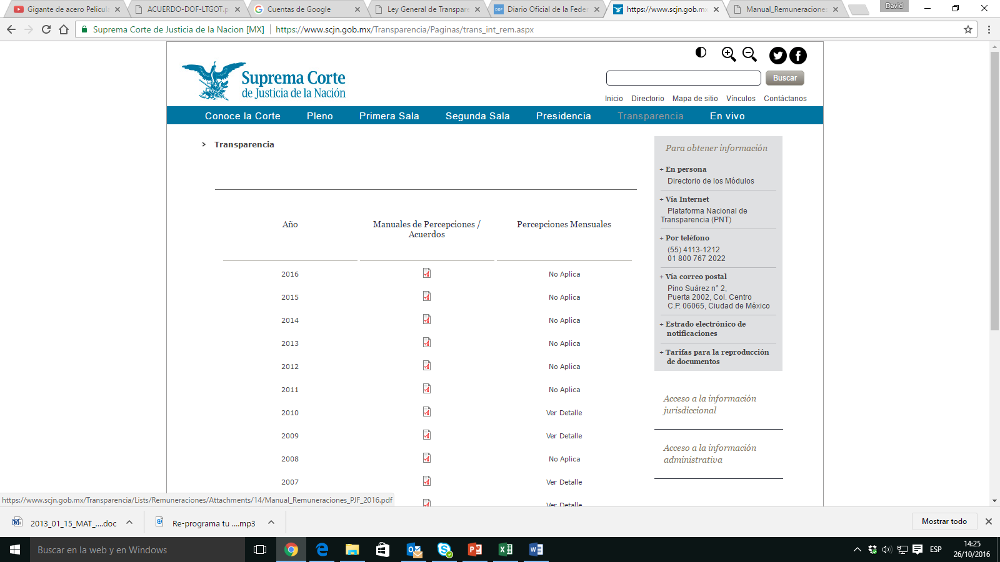 Gigante de acero Pelicula
ACUERDO-DOF-LTGOT.p
Cuentas de Google
Ley General de Transpare
Diario Oficial de la Feder
https://www.scjn.gob.mx
Manual_Remuneraciones
David
Suprema Corte de Justicia de la Nacion [MX]
https://www.scjn.gob.mx/Transparencia/Paginas/trans_int_rem.aspx
Suprema Corte
de Justicia de la Nación
Buscar
Inicio Directorio Mapa de sitio Vínculos Contáctanos
Conoce la Corte Pleno Primera Sala Segunda Sala Presidencia Transparencia En vivo
> Transparencia
Año Manuales de Percepciones / Percepciones Mensuales
Acuerdos
2016 No Aplica
2015 No Aplica
2014 No Aplica
2013 No Aplica
2012 No Aplica
2011 No Aplica
2010 Ver Detalle
2009 Ver Detalle
2008 No Aplica
2007 Ver Detalle
Ver Detalle
Para obtener información
+ En persona
Directorio de los Módulos
+ Vía Internet
Plataforma Nacional de
Transparencia (PNT)
+ Por teléfono
(55) 4113-1212
01 800 767 2022
+ Vía correo postal
Pino Suárez n° 2,
Puerta 2002, Col. Centro
C.P. 06065, Ciudad de México
+ Estrado electrónico de
notificaciones
+ Tarifas para la reproducción
de documentos
Acceso a la información
jurisdiccional
Acceso a la información
administrativa
https://www.scjn.gob.mx/Transparencia/Lists/Remuneraciones/Attachments/14/Manual_Remuneraciones_PJF_2016.pdf
2013_01_15_MAT_....doc
Re-programa tu ....mp3
Mostrar todo
Buscar en la web y en Windows
ESP
14:25
26/10/2016